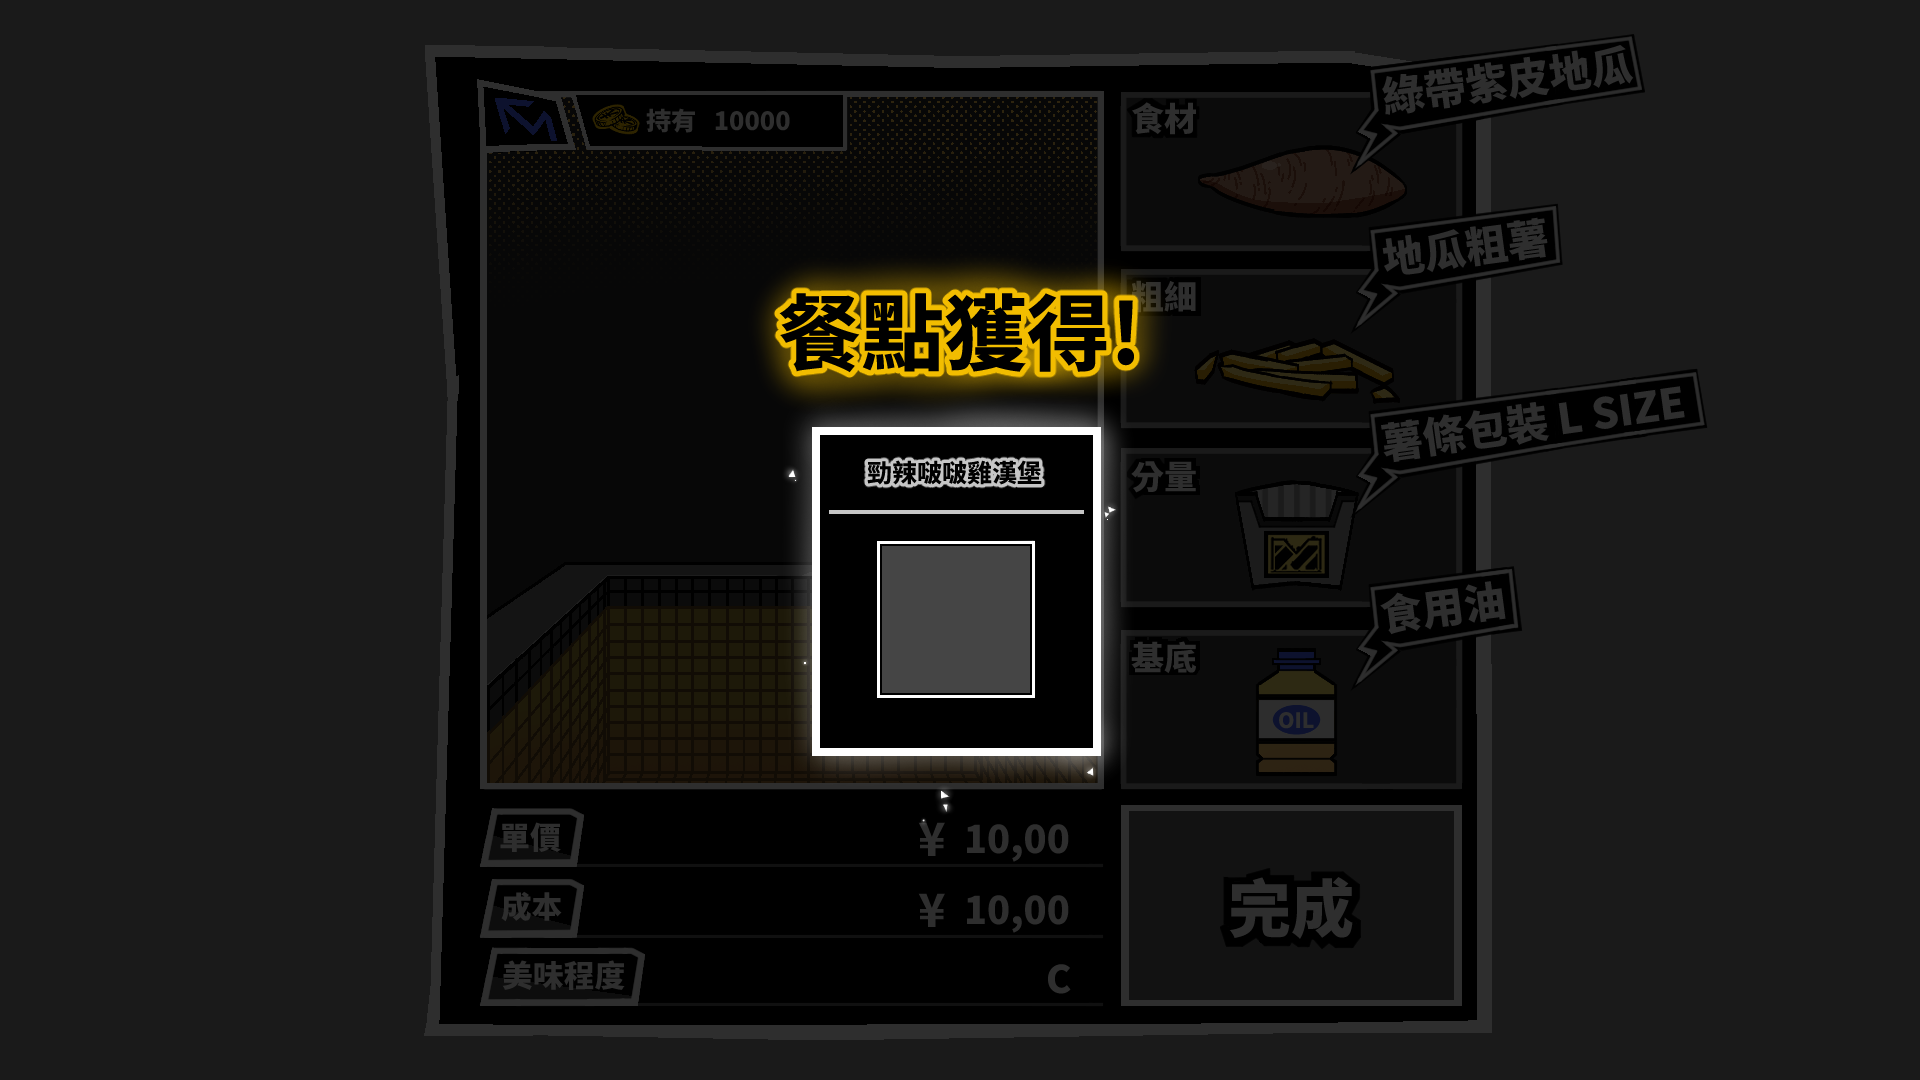 持有 10000
食材
綠帶紫皮地瓜
粗細
地瓜粗薯
餐點獲得!
分量
薯條包裝 L SIZE
勁辣啵啵雞漢堡
基底
食用油
OIL
單價
¥ 10,00
成本
¥ 10,00
美味程度
C
完成